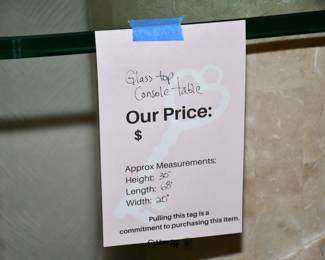 Glass top
Console table
Our Price:
$
Approx Measurements:
Height: 30"
Length: 68"
Width: 20"
Pulling this tag is a
commitment to purchasing this item.